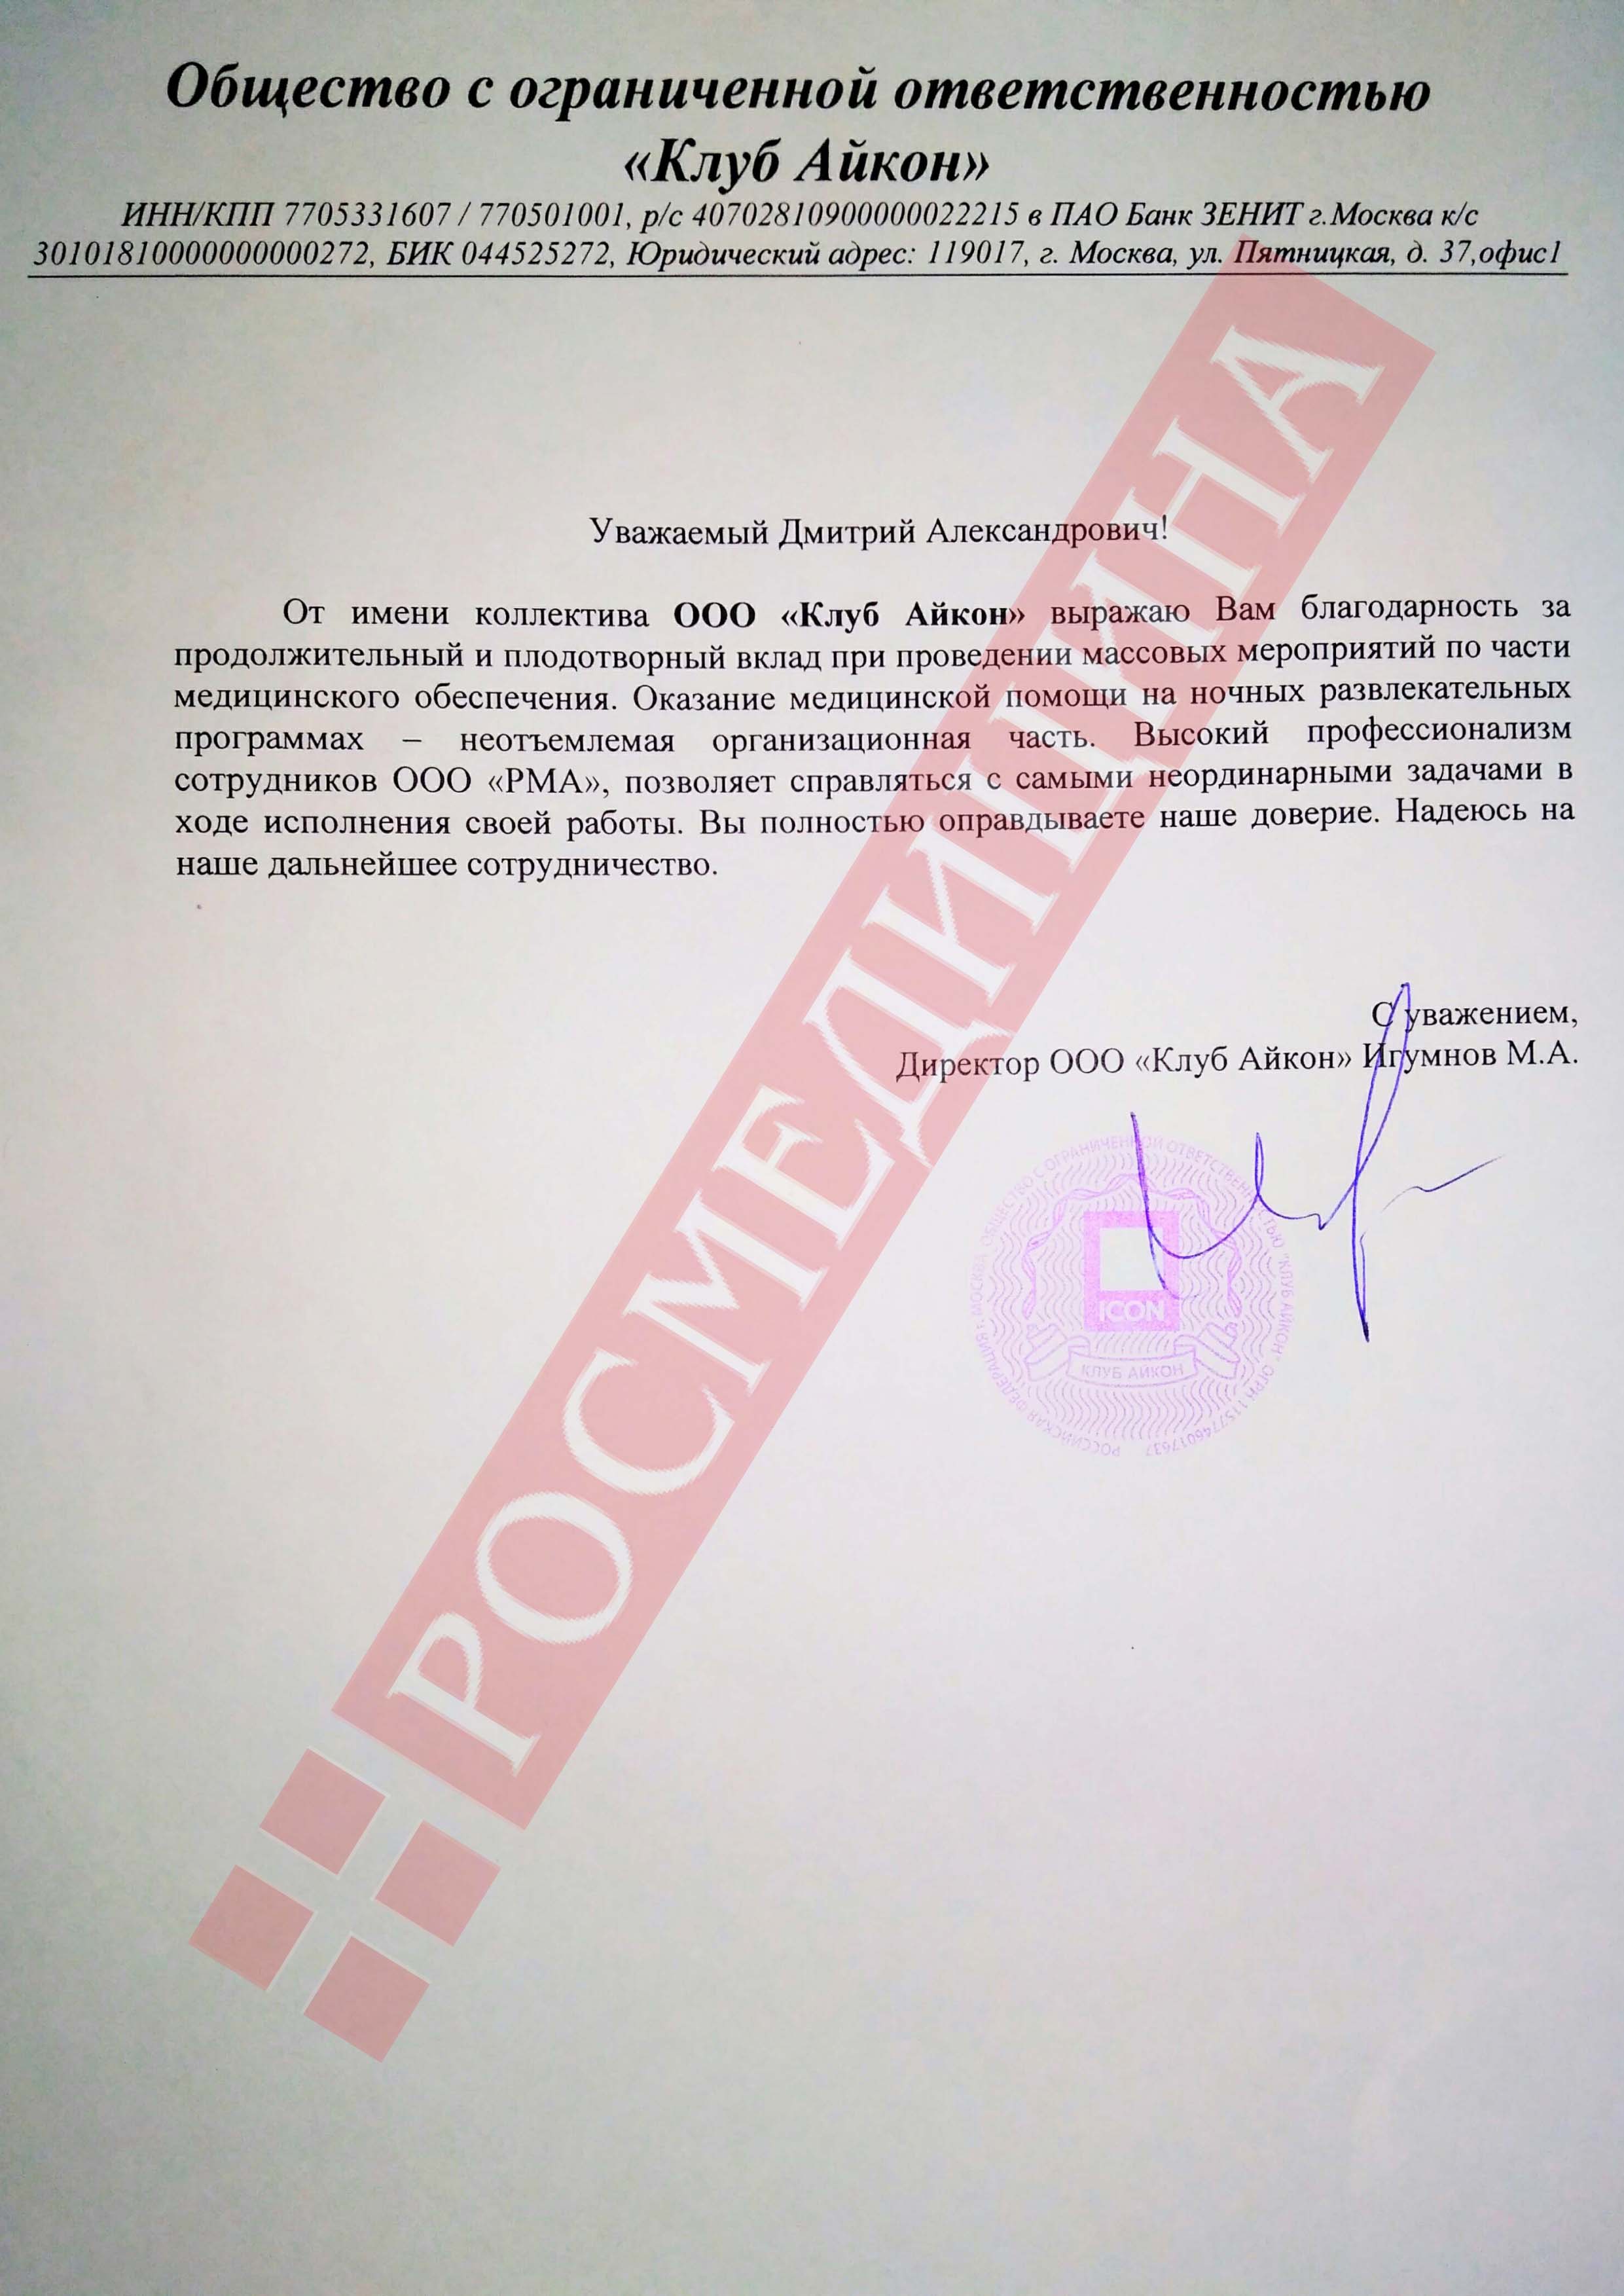 Общество с ограниченной ответственностью
«Клуб Айкон»
ИНН/КПП 7705331607 / 770501001, р/с 40702810900000022215 в ПАО Банк ЗЕНИТ г.Москва к/с
30101810000000000272, БИК 044525272, Юридический адрес: 119017, г. Москва, ул. Пятницкая, д. 37,офис1
Уважаемый Дмитрий Александрович!
От имени коллектива ООО «Клуб Айкон» выражаю Вам благодарность за
продолжительный и плодотворный вклад при проведении массовых мероприятий по части
медицинского обеспечения. Оказание медицинской помощи на ночных развлекательных
программах – неотъемлемая организационная часть. Высокий профессионализм
сотрудников ООО «РМА», позволяет справляться с самыми неординарными задачами в
ходе исполнения своей работы. Вы полностью оправдываете наше доверие. Надеюсь на
наше дальнейшее сотрудничество.
С уважением,
Директор ООО «Клуб Айкон» Игумнов М.А.
РОССИЙСКАЯ ФЕДЕРАЦИЯ г. МОСКВА ОБЩЕСТВО С ОГРАНИЧЕННОЙ ОТВЕТСТВЕННОСТЬЮ "КЛУБ АЙКОН" ОГРН 1157746017637
ICON
КЛУБ АЙКОН
РОСМЕДИЦИНА